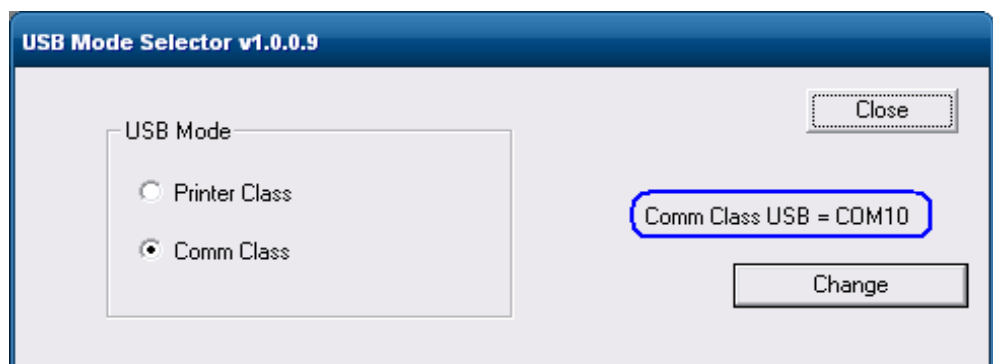 USB Mode Selector v1.0.0.9
Close
USB Mode
Printer Class
Comm Class USB = COM10
Comm Class
Change